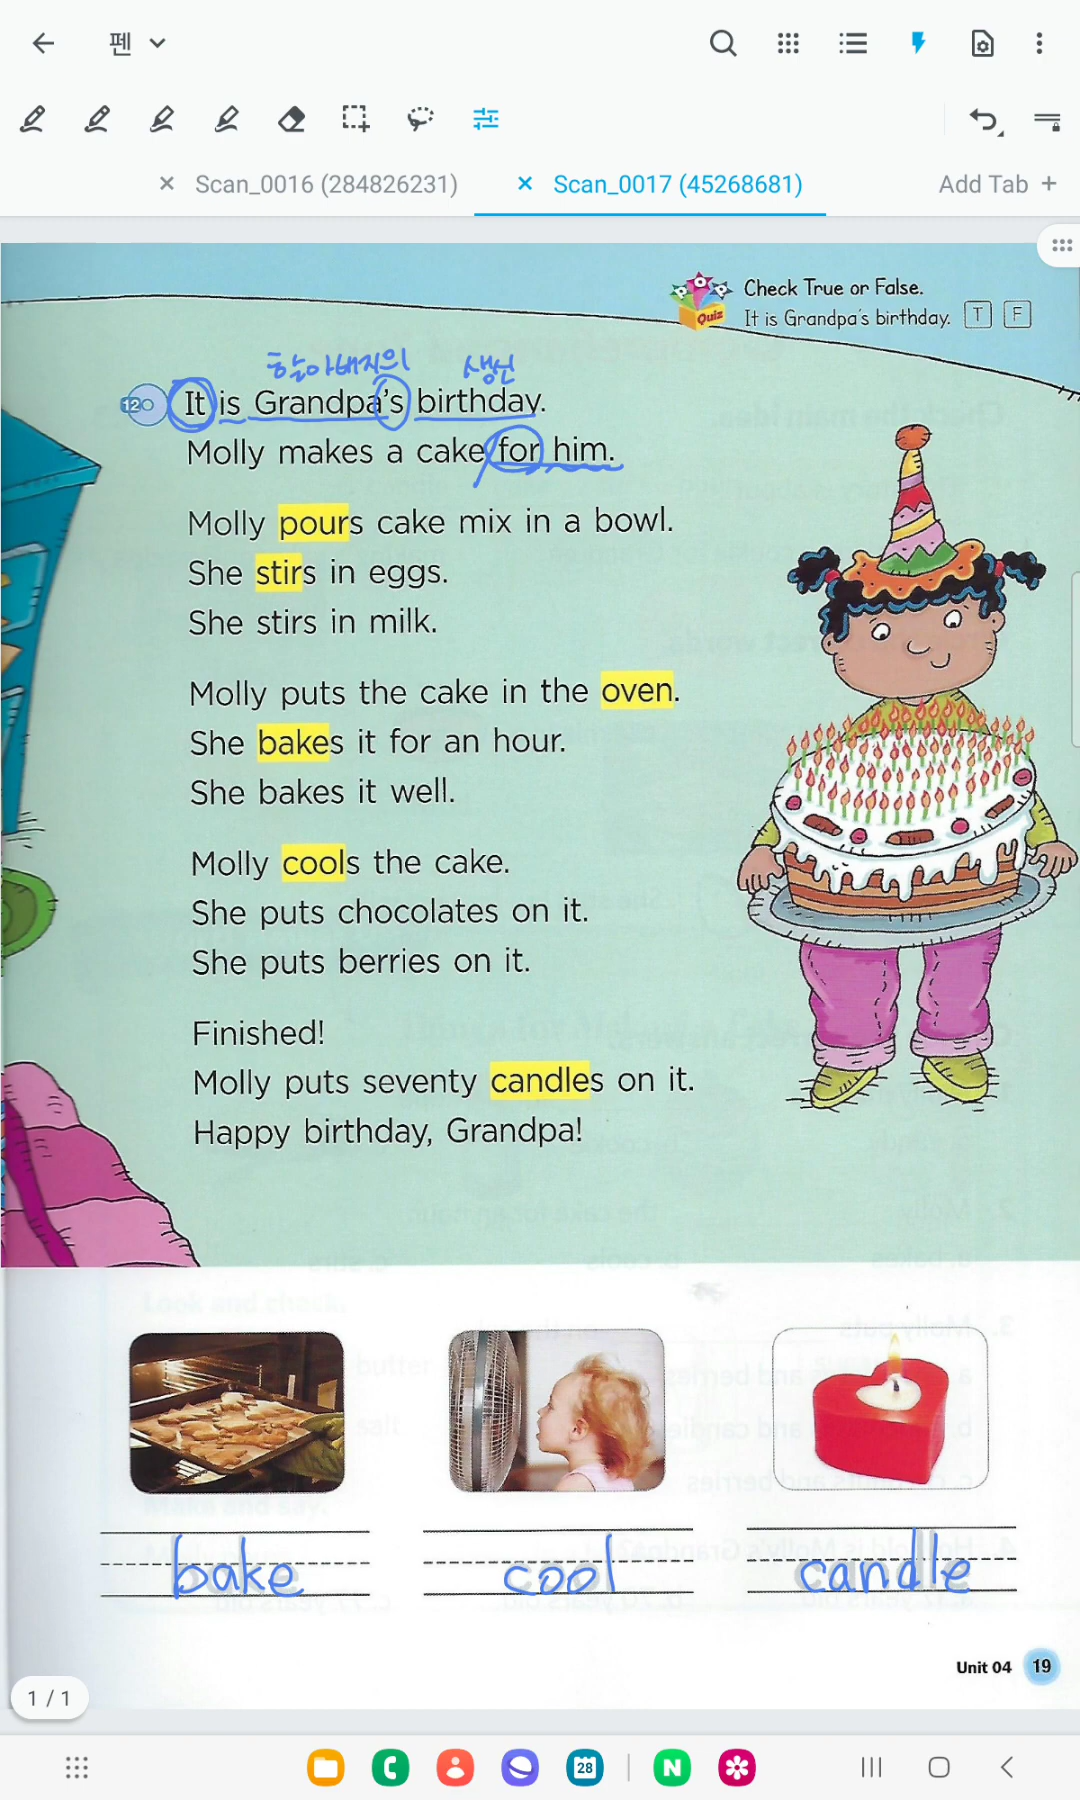 펜
Scan_0016 (284826231)
Scan_0017 (45268681)
Add Tab +
POP Quiz
Check True or False.
It is Grandpa's birthday. T F
할아버지의 생신
120
It is Grandpa's birthday.
Molly makes a cake for him.
Molly pours cake mix in a bowl.
She stirs in eggs.
She stirs in milk.
Molly puts the cake in the oven.
She bakes it for an hour.
She bakes it well.
Molly cools the cake.
She puts chocolates on it.
She puts berries on it.
Finished!
Molly puts seventy candles on it.
Happy birthday, Grandpa!
bake cool candle
Unit 04 19
1 / 1
28
N